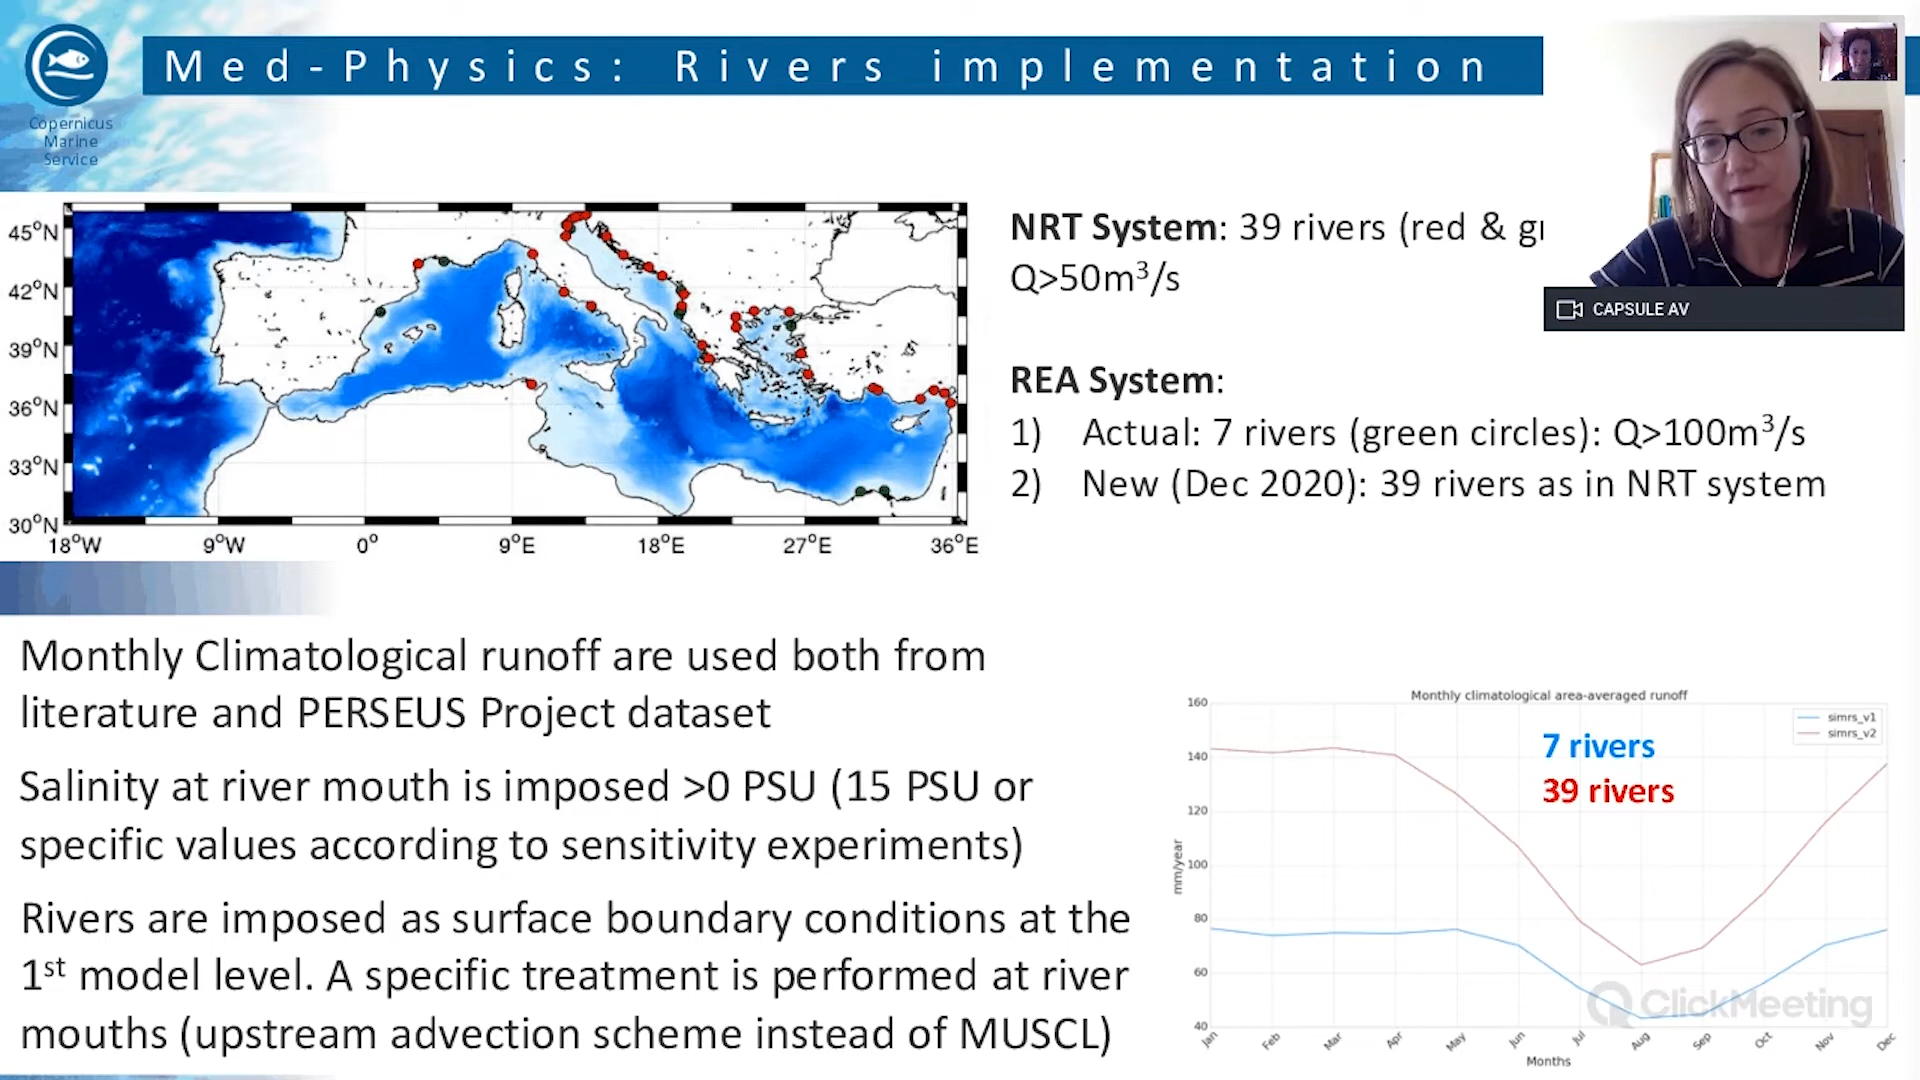 Med-Physics: Rivers implementation
Copernicus
Marine
Service
CAPSULE AV
NRT System: 39 rivers (red &
Q>50m³/s
REA System:
1) Actual: 7 rivers (green circles): Q>100m³/s
2) New (Dec 2020): 39 rivers as in NRT system
45°N
42°N
39°N
36°N
33°N
30°N
18°W 9°W 0° 9°E 18°E 27°E 36°E
Monthly Climatological runoff are used both from
literature and PERSEUS Project dataset
Salinity at river mouth is imposed >0 PSU (15 PSU or
specific values according to sensitivity experiments)
Rivers are imposed as surface boundary conditions at the
1st model level. A specific treatment is performed at river
mouths (upstream advection scheme instead of MUSCL)
Monthly climatological area-averaged runoff
simrs_v1
simrs_v2
7 rivers
39 rivers
160
140
120
100
80
60
40
mm/year
Jan Feb Mar Apr May Jun Jul Aug Sep Oct Nov Dec
Months
ClickMeeting